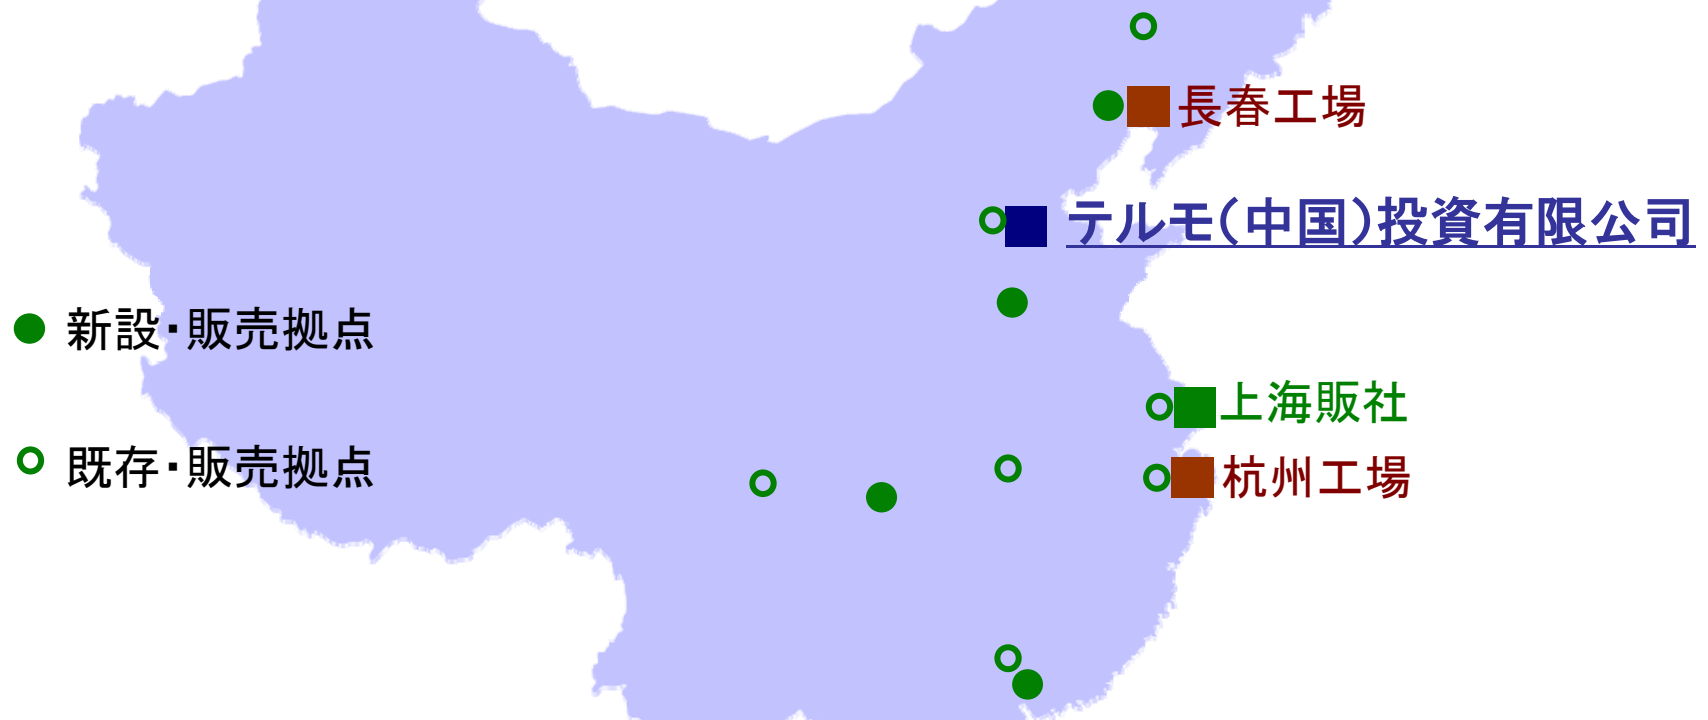 長春工場
テルモ(中国)投資有限公司
新設・販売拠点
上海販社
既存・販売拠点
杭州工場